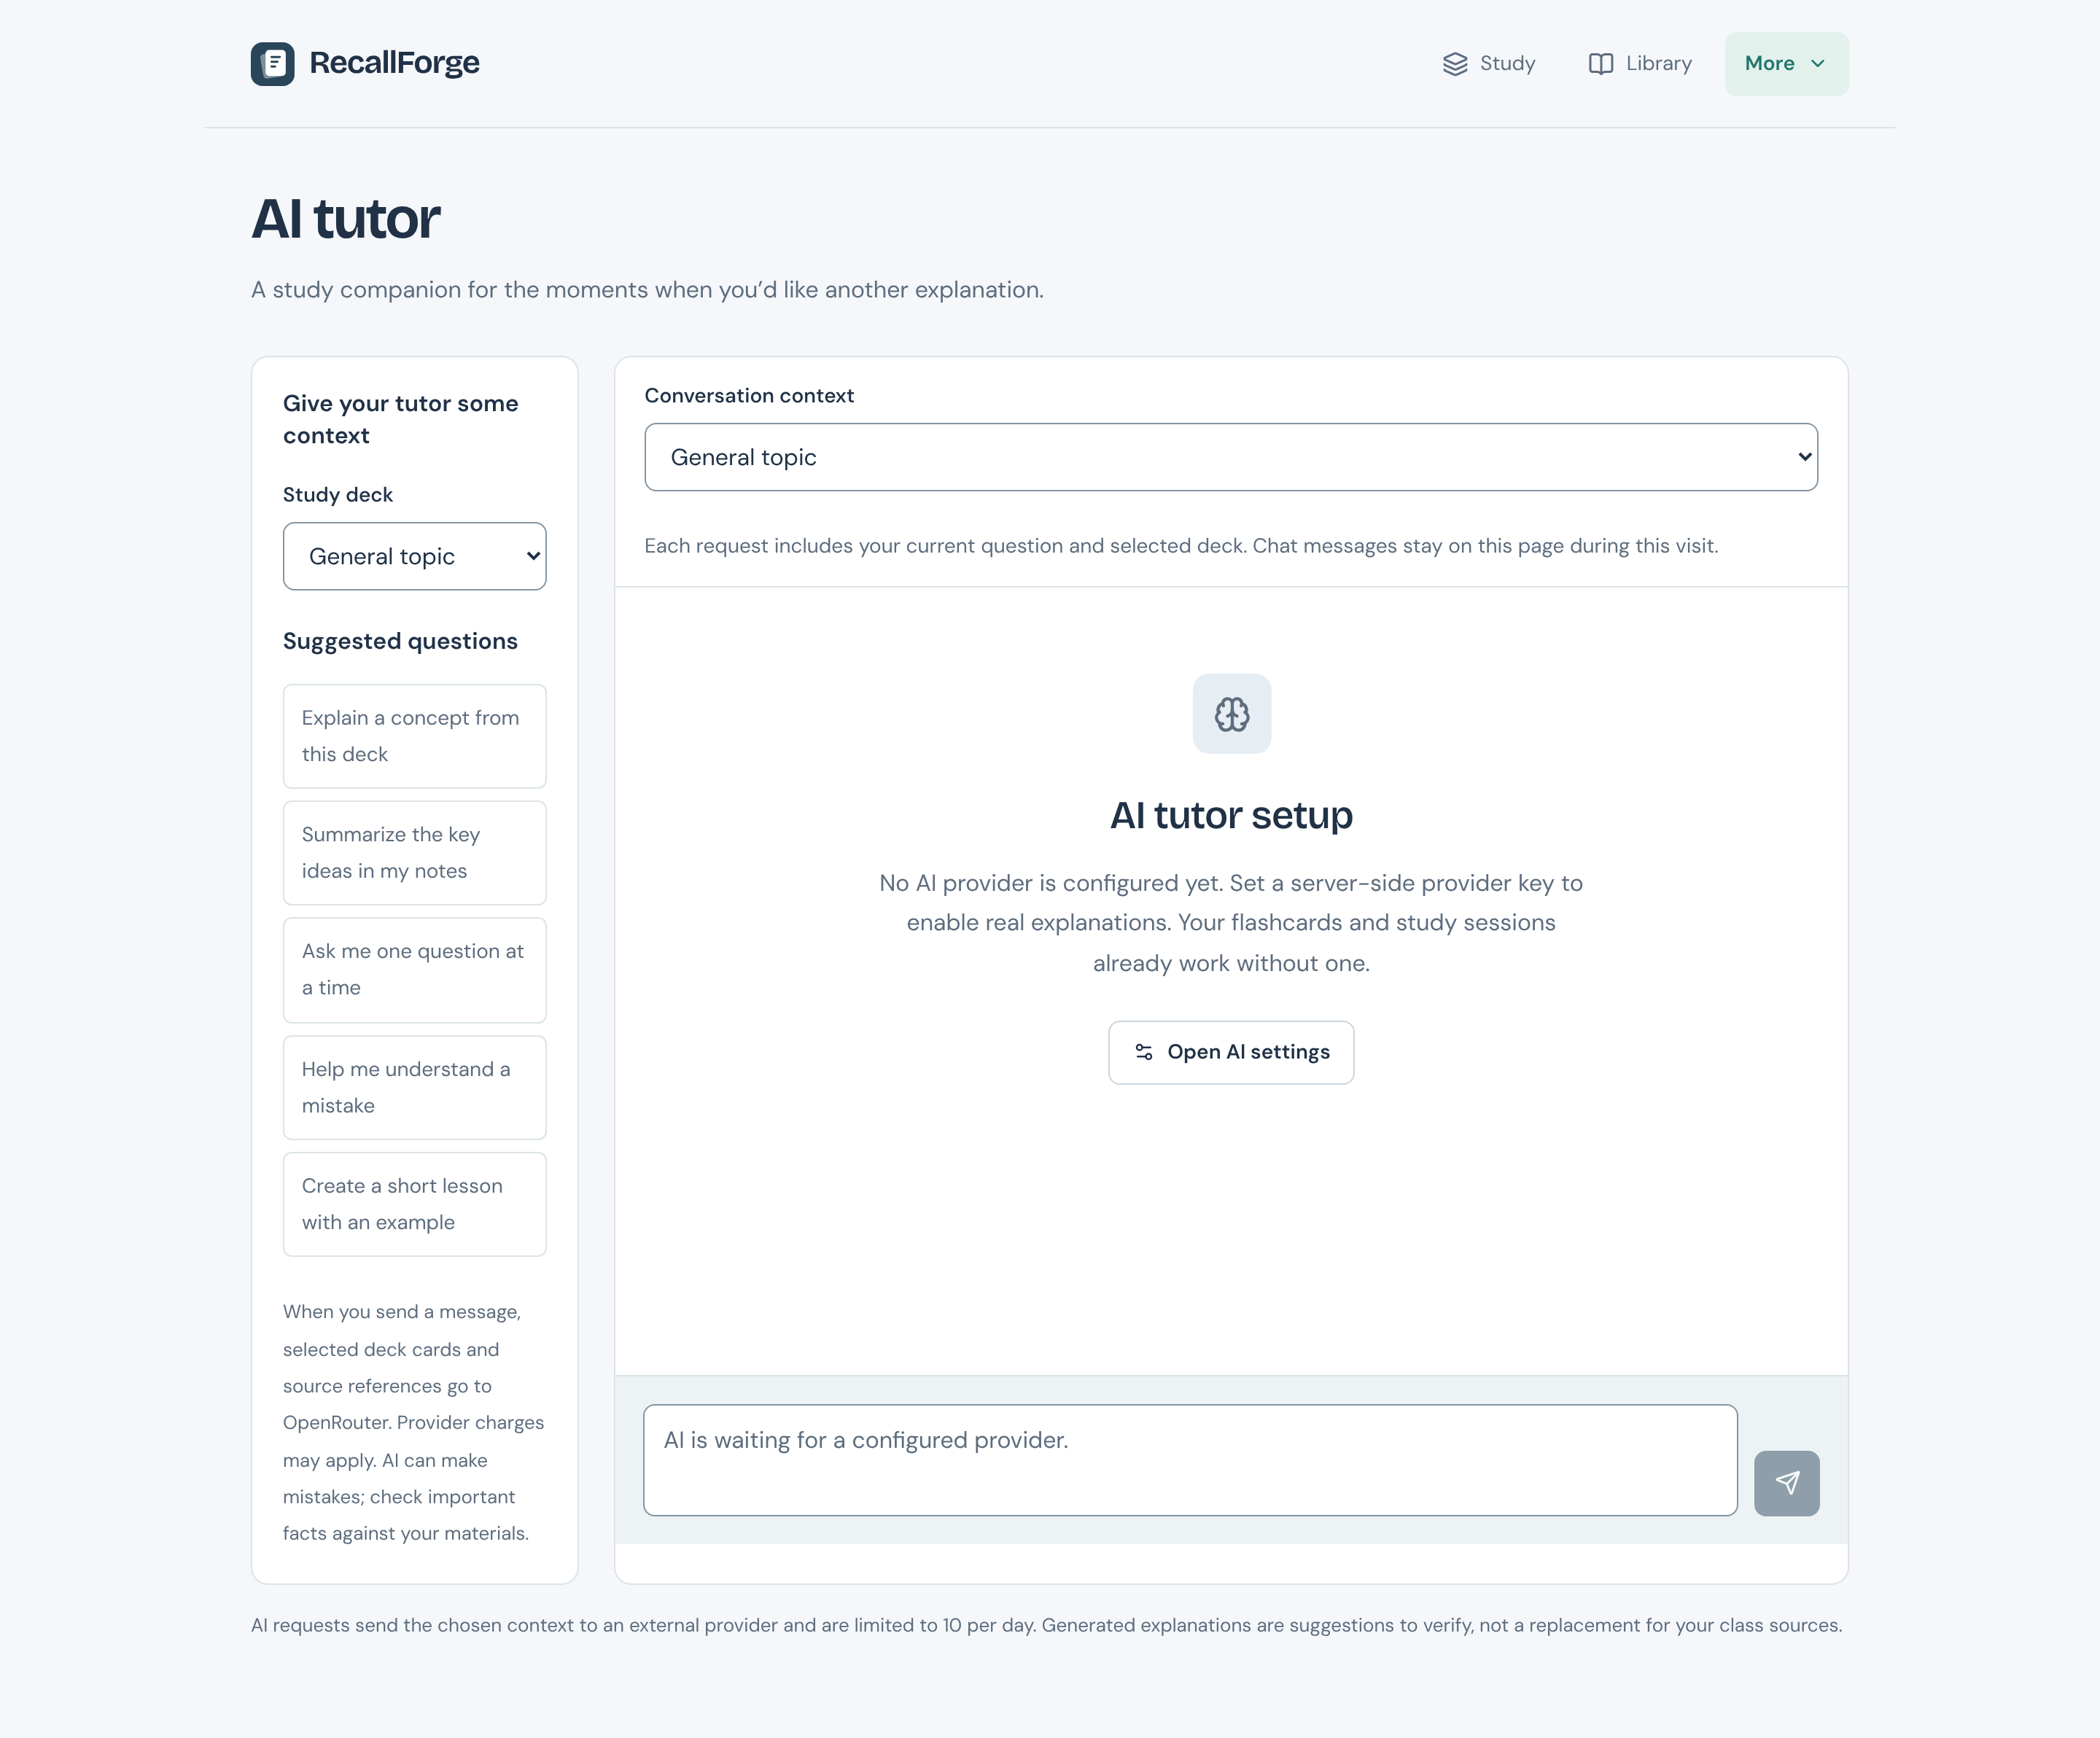 RecallForge
Study
Library
More
AI tutor
A study companion for the moments when you’d like another explanation.
Give your tutor some
context
Study deck
General topic
Suggested questions
Explain a concept from
this deck
Summarize the key
ideas in my notes
Ask me one question at
a time
Help me understand a
mistake
Create a short lesson
with an example
When you send a message,
selected deck cards and
source references go to
OpenRouter. Provider charges
may apply. AI can make
mistakes; check important
facts against your materials.
Conversation context
General topic
Each request includes your current question and selected deck. Chat messages stay on this page during this visit.
AI tutor setup
No AI provider is configured yet. Set a server-side provider key to
enable real explanations. Your flashcards and study sessions
already work without one.
Open AI settings
AI is waiting for a configured provider.
AI requests send the chosen context to an external provider and are limited to 10 per day. Generated explanations are suggestions to verify, not a replacement for your class sources.